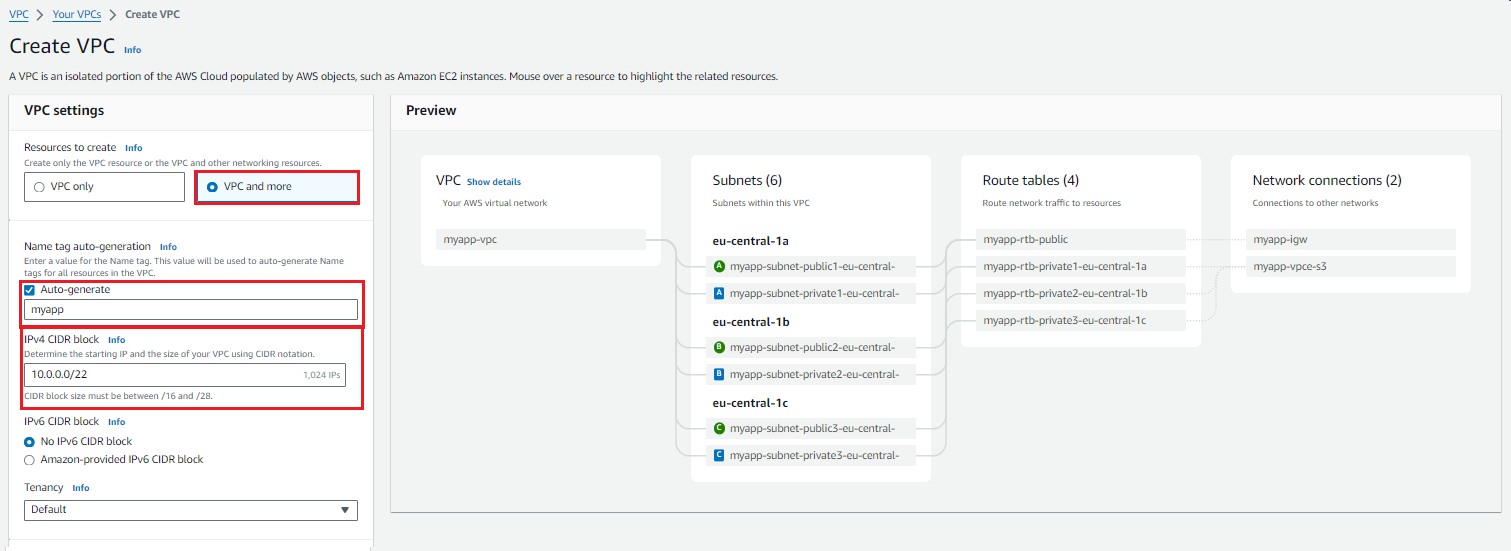 VPC > Your VPCs > Create VPC
Create VPC Info
A VPC is an isolated portion of the AWS Cloud populated by AWS objects, such as Amazon EC2 instances. Mouse over a resource to highlight the related resources.
VPC settings
Resources to create Info
Create only the VPC resource or the VPC and other networking resources.
VPC only
VPC and more
Name tag auto-generation Info
Enter a value for the Name tag. This value will be used to auto-generate Name
tags for all resources in the VPC.
Auto-generate
myapp
IPv4 CIDR block Info
Determine the starting IP and the size of your VPC using CIDR notation.
10.0.0.0/22 1,024 IPs
CIDR block size must be between /16 and /28.
IPv6 CIDR block Info
No IPv6 CIDR block
Amazon-provided IPv6 CIDR block
Tenancy Info
Default
Preview
VPC Show details
Your AWS virtual network
myapp-vpc
Subnets (6)
Subnets within this VPC
eu-central-1a
A myapp-subnet-public1-eu-central-
A myapp-subnet-private1-eu-central-
eu-central-1b
B myapp-subnet-public2-eu-central-
B myapp-subnet-private2-eu-central-
eu-central-1c
C myapp-subnet-public3-eu-central-
C myapp-subnet-private3-eu-central-
Route tables (4)
Route network traffic to resources
myapp-rtb-public
myapp-rtb-private1-eu-central-1a
myapp-rtb-private2-eu-central-1b
myapp-rtb-private3-eu-central-1c
Network connections (2)
Connections to other networks
myapp-igw
myapp-vpce-s3